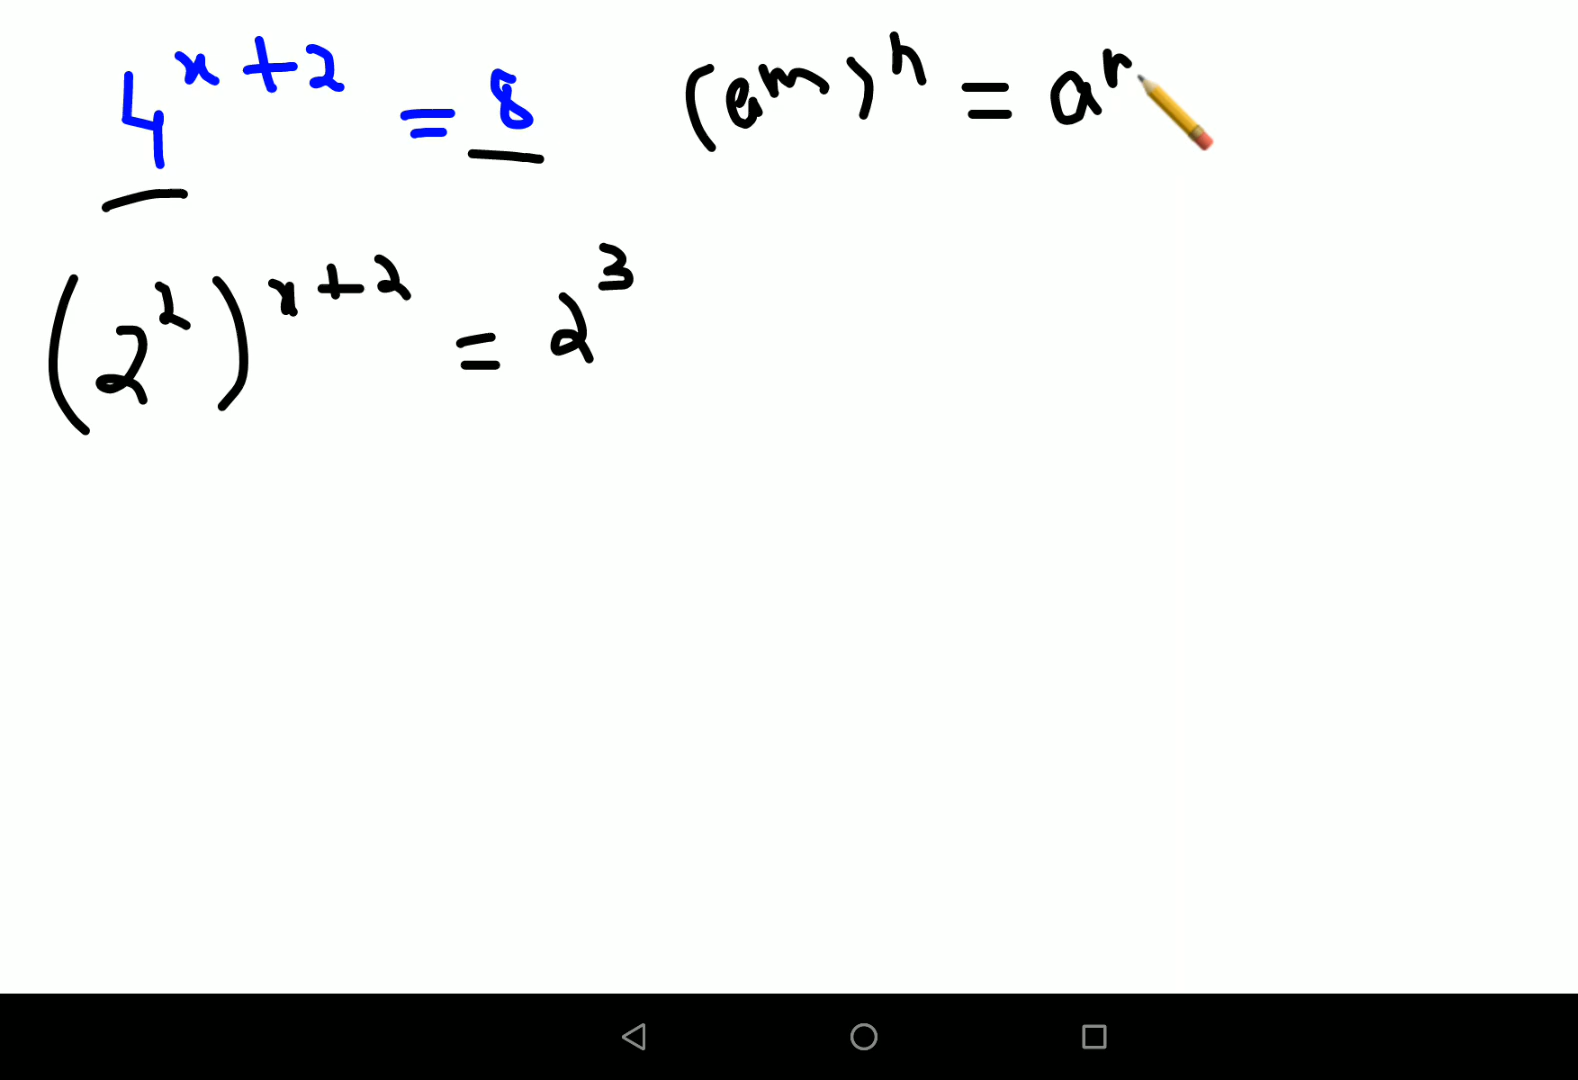 4^{x+2} = 8
(a^m)^n = a^
(2^2)^{x+2} = 2^3